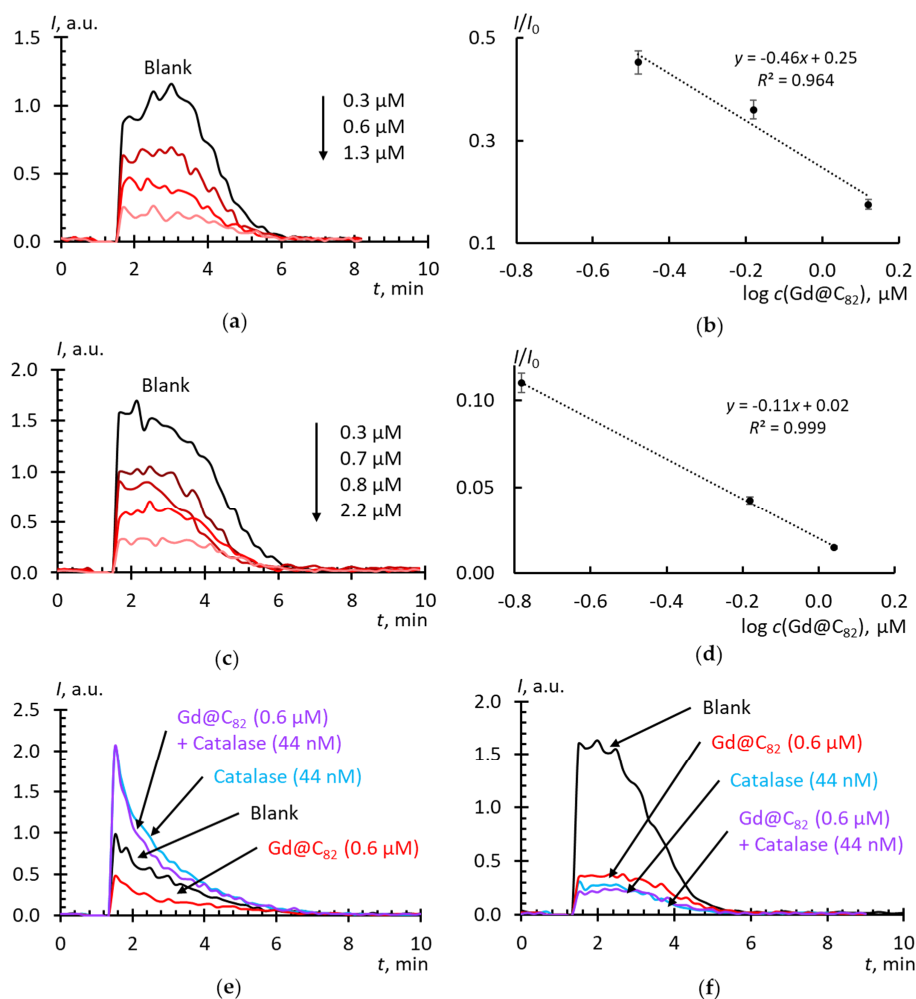 I, a.u.
1.5
1.0
0.5
0.0
Blank
0.3 µM
0.6 µM
1.3 µM
0 2 4 6 8 10
t, min
(a)
I/I0
0.5
0.3
0.1
y = -0.46x + 0.25
R² = 0.964
-0.8 -0.6 -0.4 -0.2 0.0 0.2
log c(Gd@C82), µM
(b)
I, a.u.
2.0
1.5
1.0
0.5
0.0
Blank
0.3 µM
0.7 µM
0.8 µM
2.2 µM
0 2 4 6 8 10
t, min
(c)
I/I0
0.10
0.05
0.00
y = -0.11x + 0.02
R² = 0.999
-0.8 -0.6 -0.4 -0.2 0.0 0.2
log c(Gd@C82), µM
(d)
I, a.u.
2.5
2.0
1.5
1.0
0.5
0.0
Gd@C82 (0.6 µM)
+ Catalase (44 nM)
Catalase (44 nM)
Blank
Gd@C82 (0.6 µM)
0 2 4 6 8 10
t, min
(e)
I, a.u.
2.0
1.5
1.0
0.5
0.0
Blank
Gd@C82 (0.6 µM)
Catalase (44 nM)
Gd@C82 (0.6 µM)
+ Catalase (44 nM)
0 2 4 6 8 10
t, min
(f)